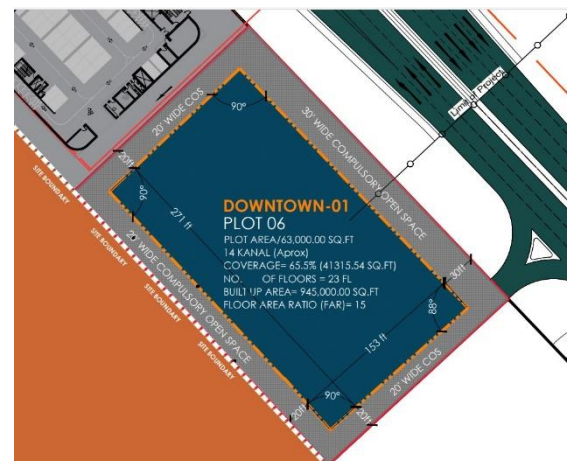 20' WIDE COS
90°
30' WIDE COMPULSORY OPEN SPACE
Limit of Project
20ft
90°
SITE BOUNDARY
271 ft
DOWNTOWN-01
PLOT 06
PLOT AREA/63,000.00 SQ.FT
14 KANAL (Aprox)
COVERAGE= 65.5% (41315.54 SQ.FT)
NO. OF FLOORS = 23 FL
BUILT UP AREA= 945,000.00 SQ.FT
FLOOR AREA RATIO (FAR)= 15
20' WIDE COMPULSORY OPEN SPACE
SITE BOUNDARY
SITE BOUNDARY
SITE BOUNDARY
30ft
88°
153 ft
20' WIDE COS
90°
20ft
20ft